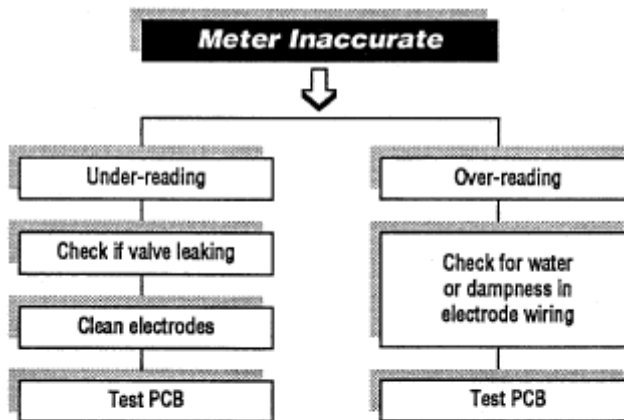 Meter Inaccurate
Under-reading
Check if valve leaking
Clean electrodes
Test PCB
Over-reading
Check for water
or dampness in
electrode wiring
Test PCB